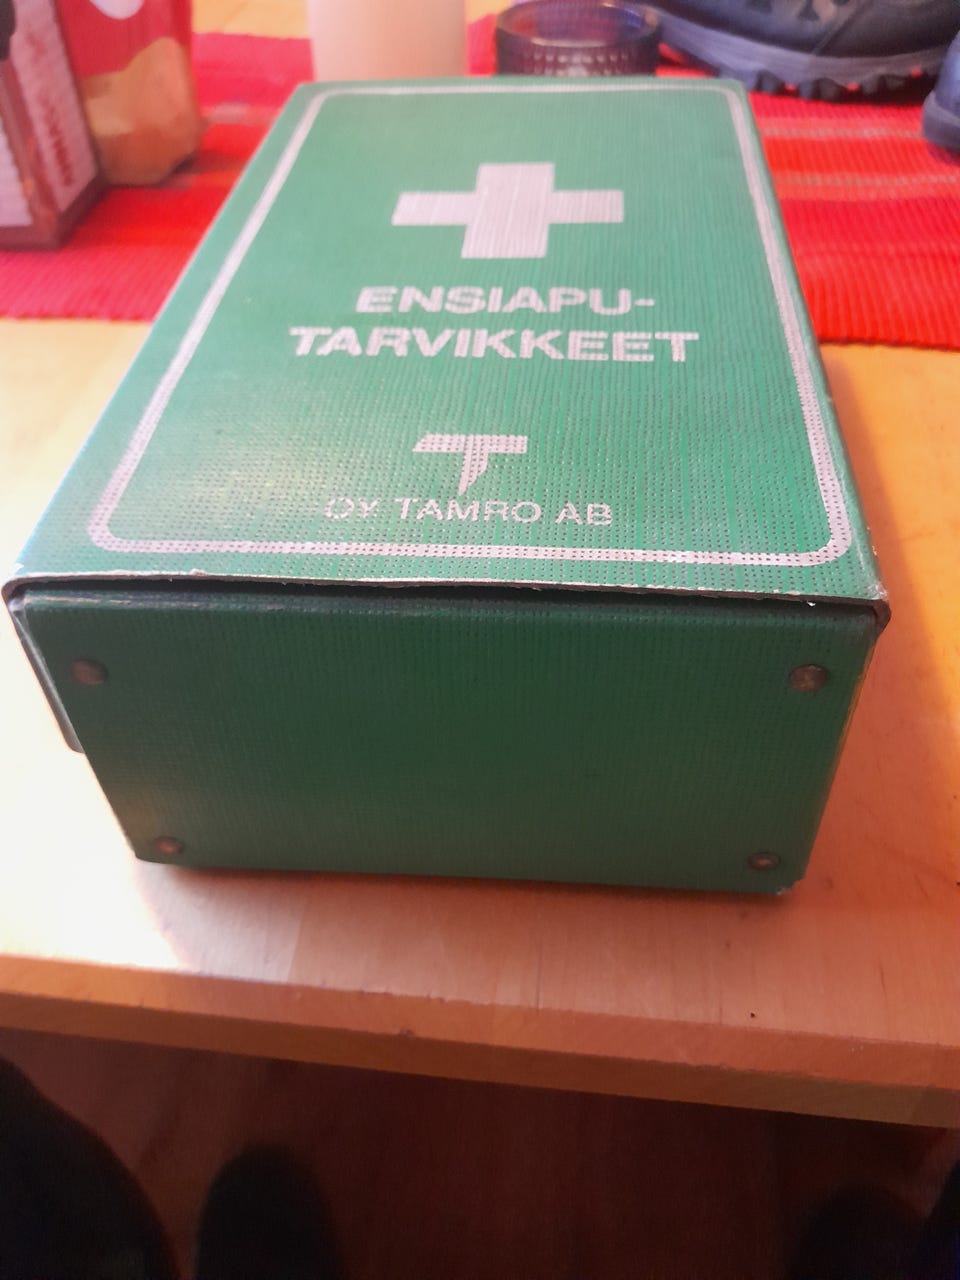 ENSIAPU-
TARVIKKEET
T
OY TAMRO AB